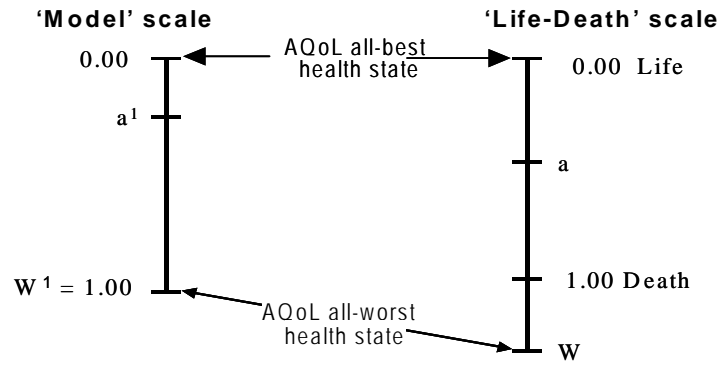 ‘Model’ scale
‘Life-Death’ scale
AQoL all-best
health state
0.00
0.00 Life
a¹
a
W¹ = 1.00
1.00 Death
AQoL all-worst
health state
W